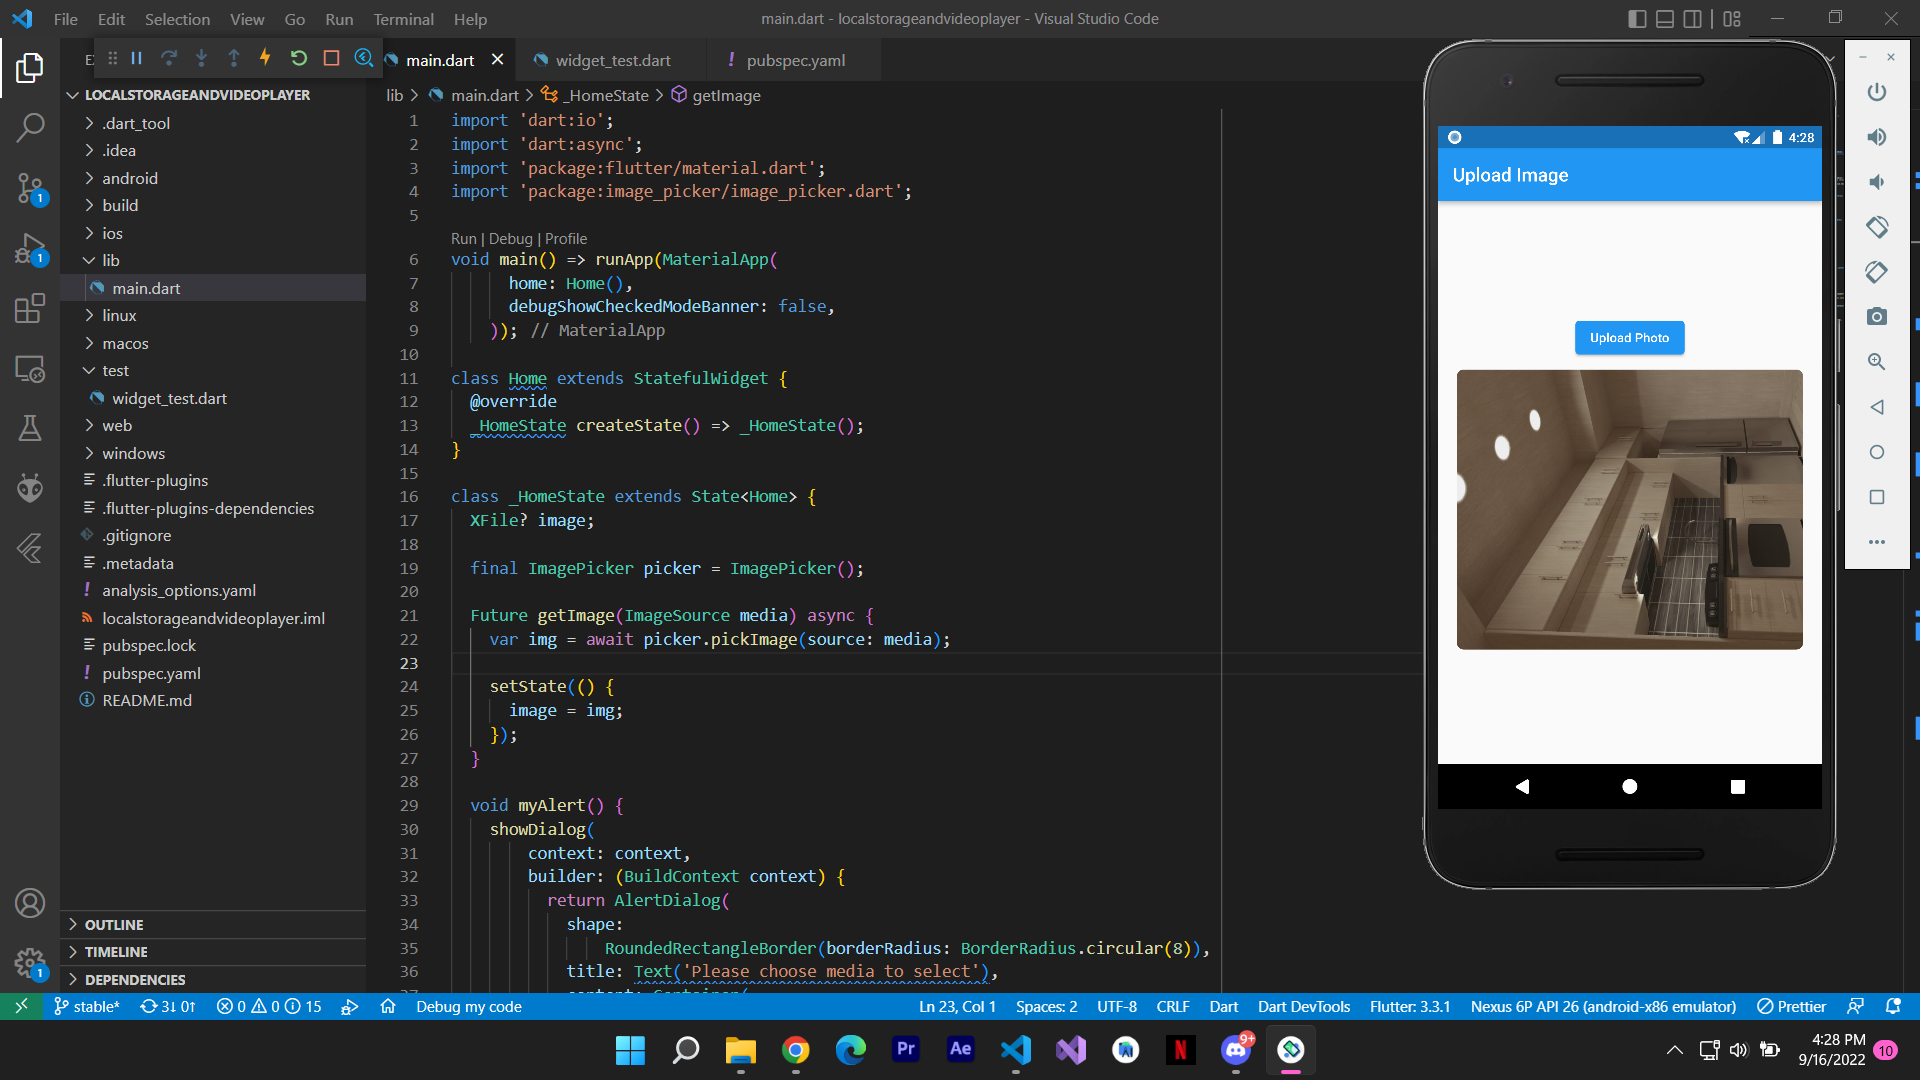 File Edit Selection View Go Run Terminal Help
main.dart - localstorageandvideoplayer - Visual Studio Code
main.dart
widget_test.dart
! pubspec.yaml
LOCALSTORAGEANDVIDEOPLAYER
.dart_tool
.idea
android
build
ios
lib
main.dart
linux
macos
test
widget_test.dart
web
windows
.flutter-plugins
.flutter-plugins-dependencies
.gitignore
.metadata
! analysis_options.yaml
localstorageandvideoplayer.iml
pubspec.lock
! pubspec.yaml
README.md
OUTLINE
TIMELINE
DEPENDENCIES
1
1
1
lib > main.dart > _HomeState > getImage
1 import 'dart:io';
2 import 'dart:async';
3 import 'package:flutter/material.dart';
4 import 'package:image_picker/image_picker.dart';
5
Run | Debug | Profile
6 void main() => runApp(MaterialApp(
7 home: Home(),
8 debugShowCheckedModeBanner: false,
9 )); // MaterialApp
10
11 class Home extends StatefulWidget {
12 @override
13 _HomeState createState() => _HomeState();
14 }
15
16 class _HomeState extends State<Home> {
17 XFile? image;
18
19 final ImagePicker picker = ImagePicker();
20
21 Future getImage(ImageSource media) async {
22 var img = await picker.pickImage(source: media);
23
24 setState(() {
25 image = img;
26 });
27 }
28
29 void myAlert() {
30 showDialog(
31 context: context,
32 builder: (BuildContext context) {
33 return AlertDialog(
34 shape:
35 RoundedRectangleBorder(borderRadius: BorderRadius.circular(8)),
36 title: Text('Please choose media to select'),
4:28
Upload Image
Upload Photo
stable* 3↓ 0↑ 0 0 15 Debug my code
Ln 23, Col 1 Spaces: 2 UTF-8 CRLF Dart Dart DevTools Flutter: 3.3.1 Nexus 6P API 26 (android-x86 emulator) Prettier
Pr
Ae
N
9+
4:28 PM
9/16/2022
10